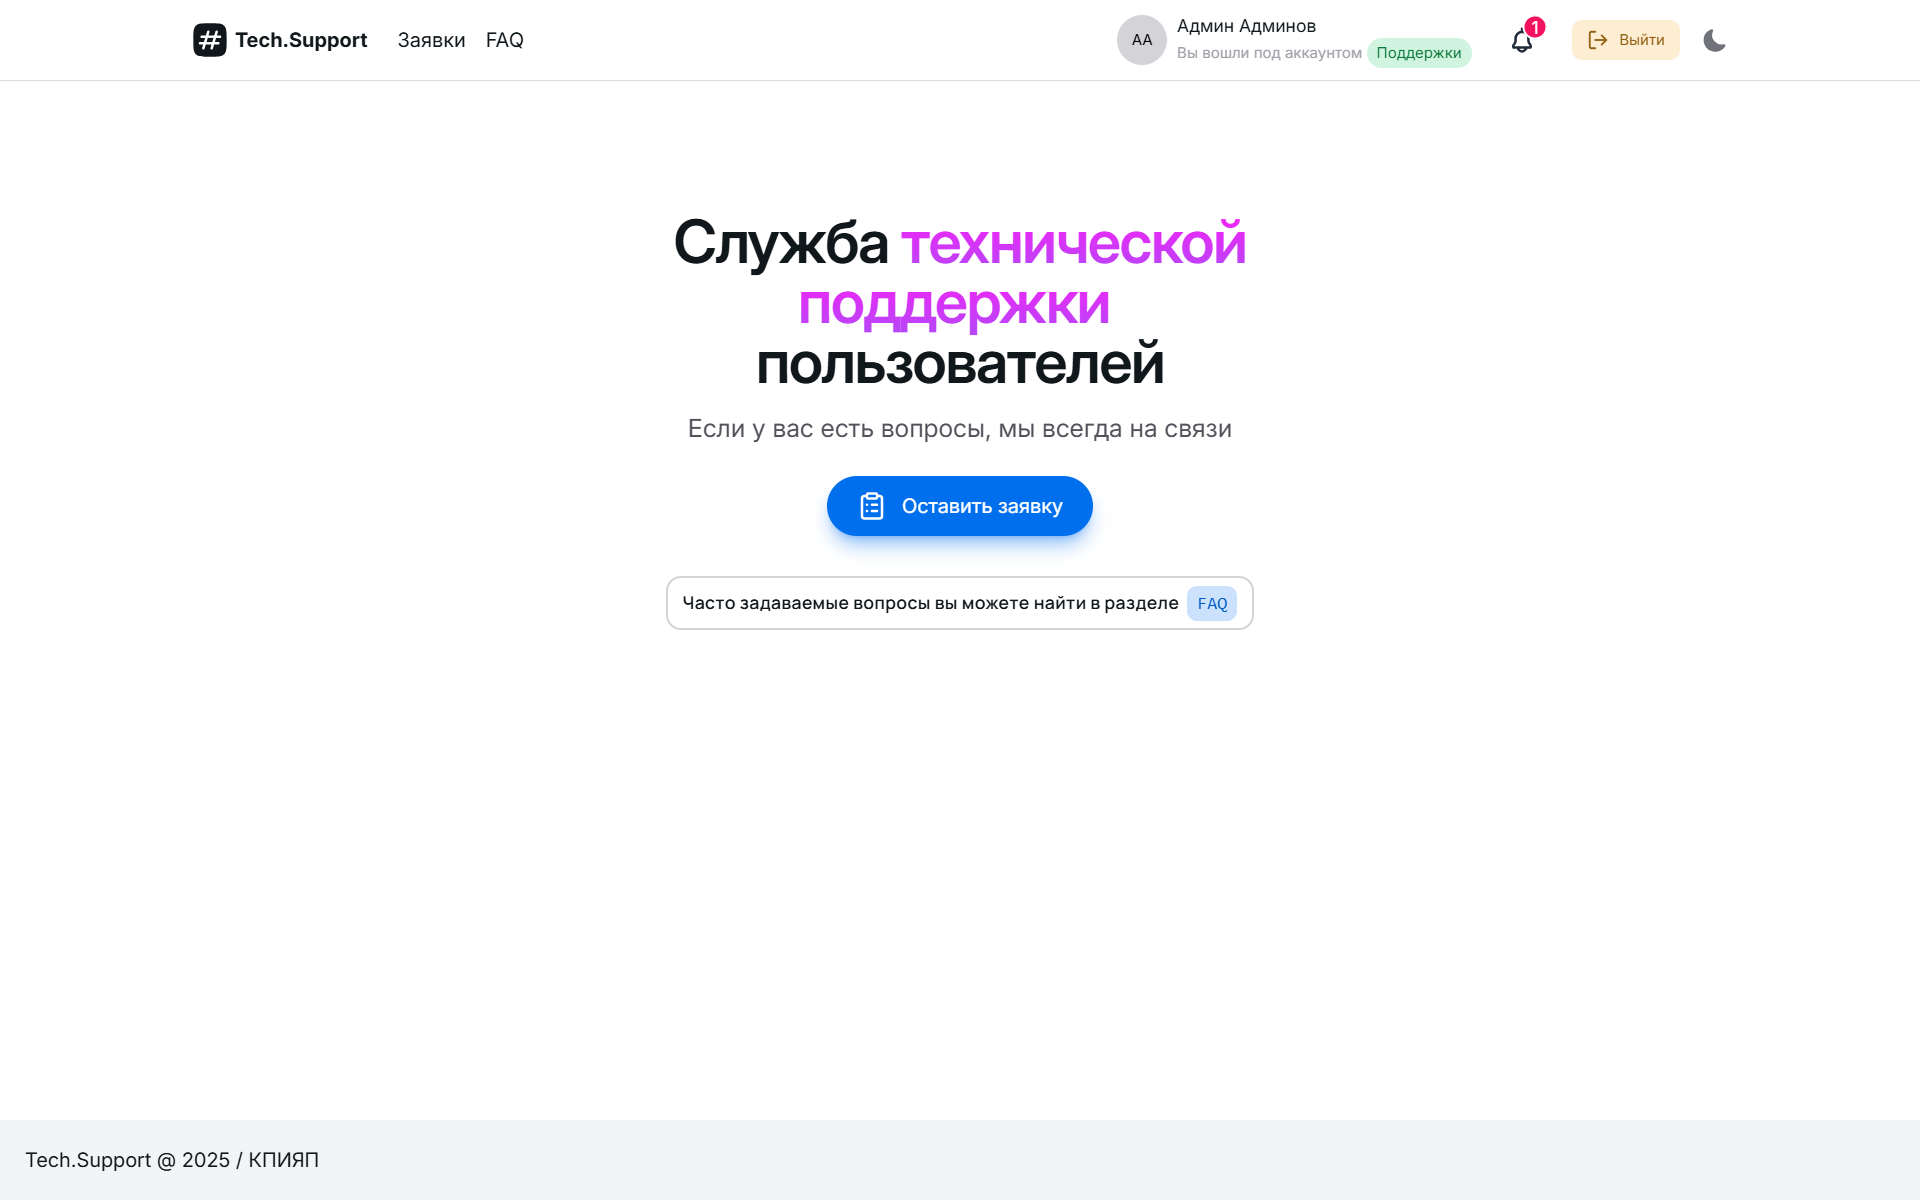 Tech.Support
Заявки
FAQ
АА
Админ Админов
Вы вошли под аккаунтом Поддержки
1
Выйти
Служба технической
поддержки
пользователей
Если у вас есть вопросы, мы всегда на связи
Оставить заявку
Часто задаваемые вопросы вы можете найти в разделе FAQ
Tech.Support @ 2025 / КПИЯП